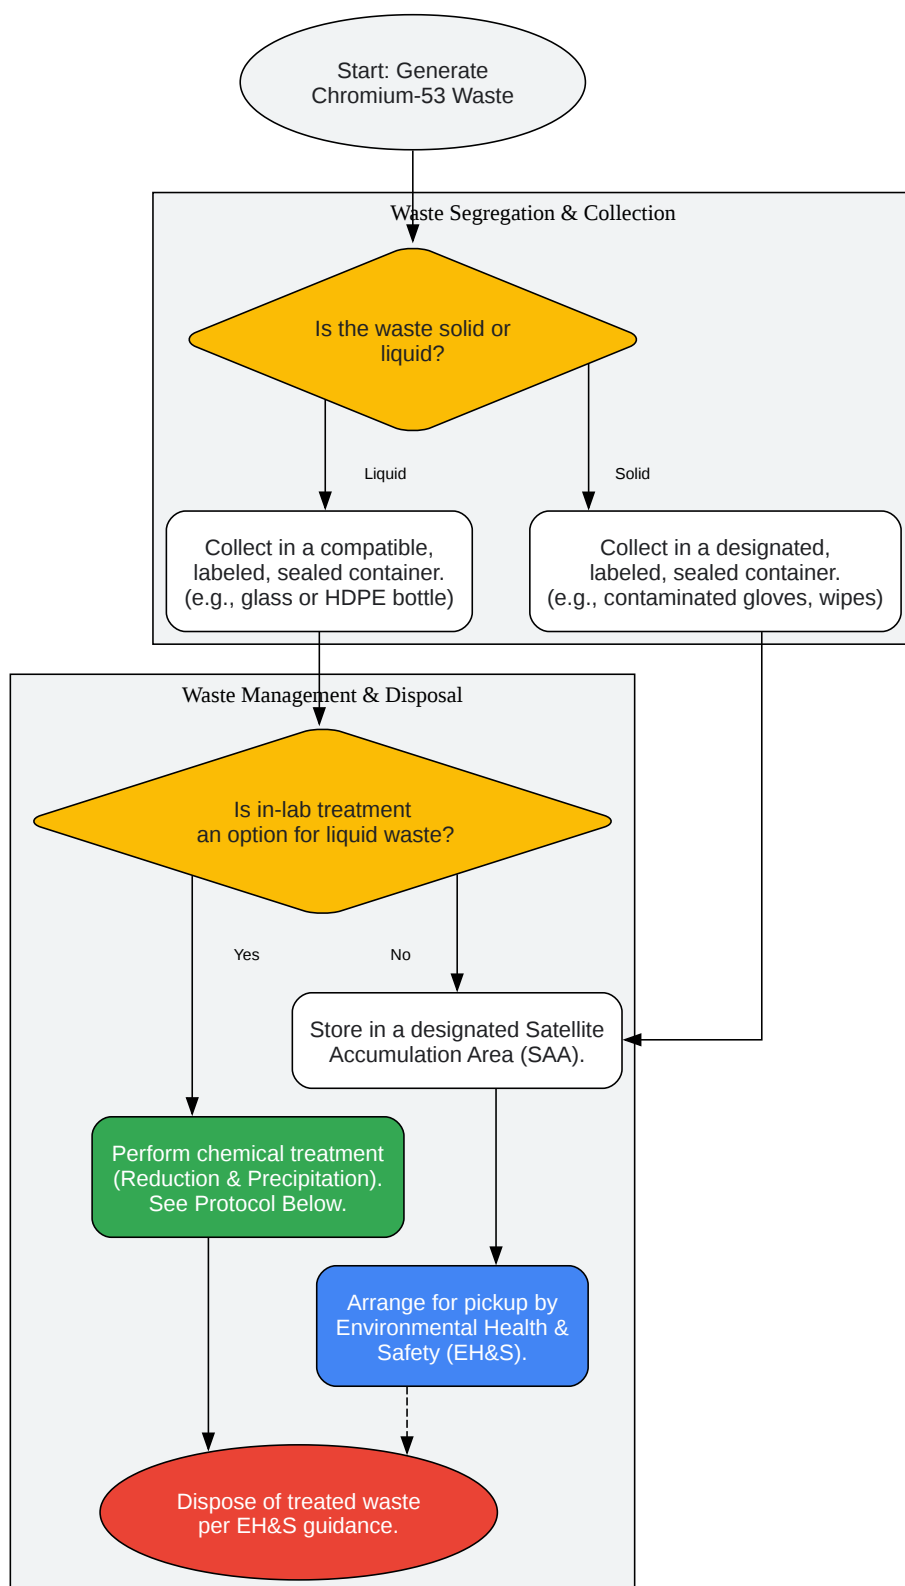 Start: Generate
Chromium-53 Waste
Waste Segregation & Collection
Is the waste solid or
liquid?
Liquid
Solid
Collect in a compatible,
labeled, sealed container.
(e.g., glass or HDPE bottle)
Collect in a designated,
labeled, sealed container.
(e.g., contaminated gloves, wipes)
Waste Management & Disposal
Is in-lab treatment
an option for liquid waste?
Yes
No
Store in a designated Satellite
Accumulation Area (SAA).
Perform chemical treatment
(Reduction & Precipitation).
See Protocol Below.
Arrange for pickup by
Environmental Health &
Safety (EH&S).
Dispose of treated waste
per EH&S guidance.